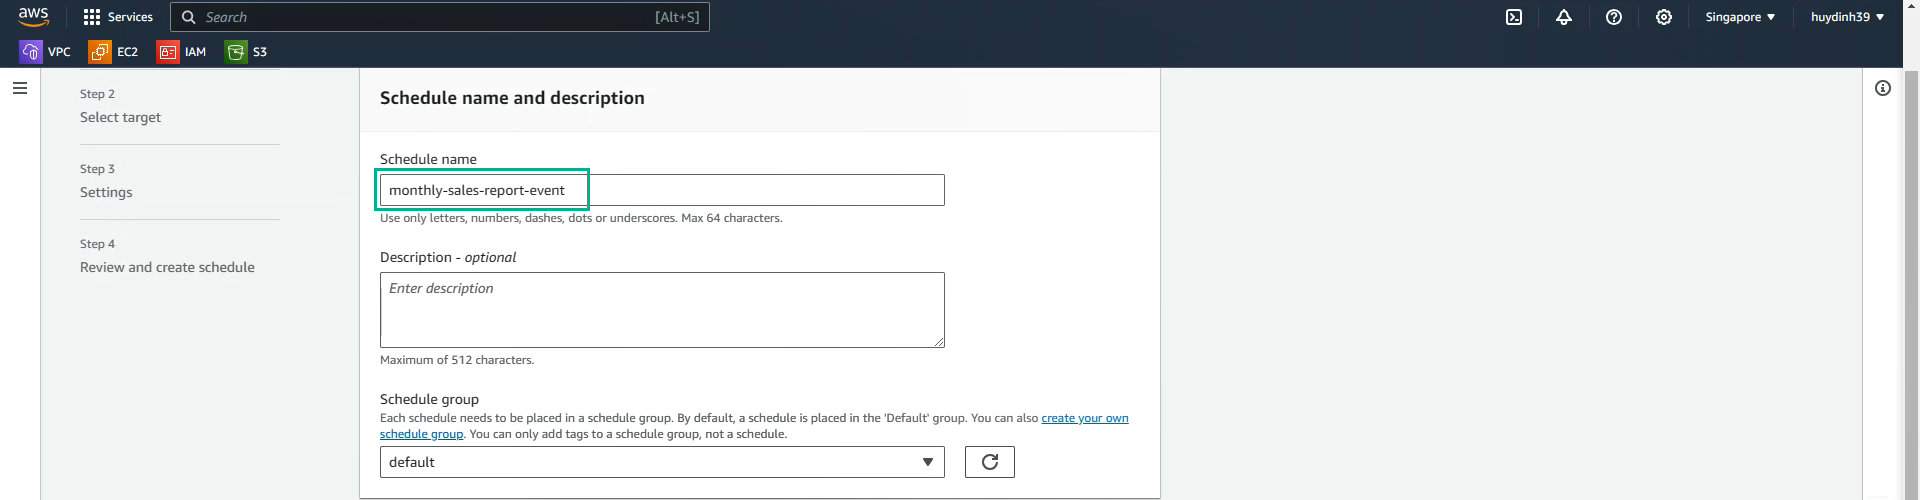 aws
Services
Search
[Alt+S]
Singapore
huydinh39
VPC
EC2
IAM
S3
Step 2
Select target
Step 3
Settings
Step 4
Review and create schedule
Schedule name and description
Schedule name
monthly-sales-report-event
Use only letters, numbers, dashes, dots or underscores. Max 64 characters.
Description - optional
Enter description
Maximum of 512 characters.
Schedule group
Each schedule needs to be placed in a schedule group. By default, a schedule is placed in the 'Default' group. You can also create your own
schedule group. You can only add tags to a schedule group, not a schedule.
default